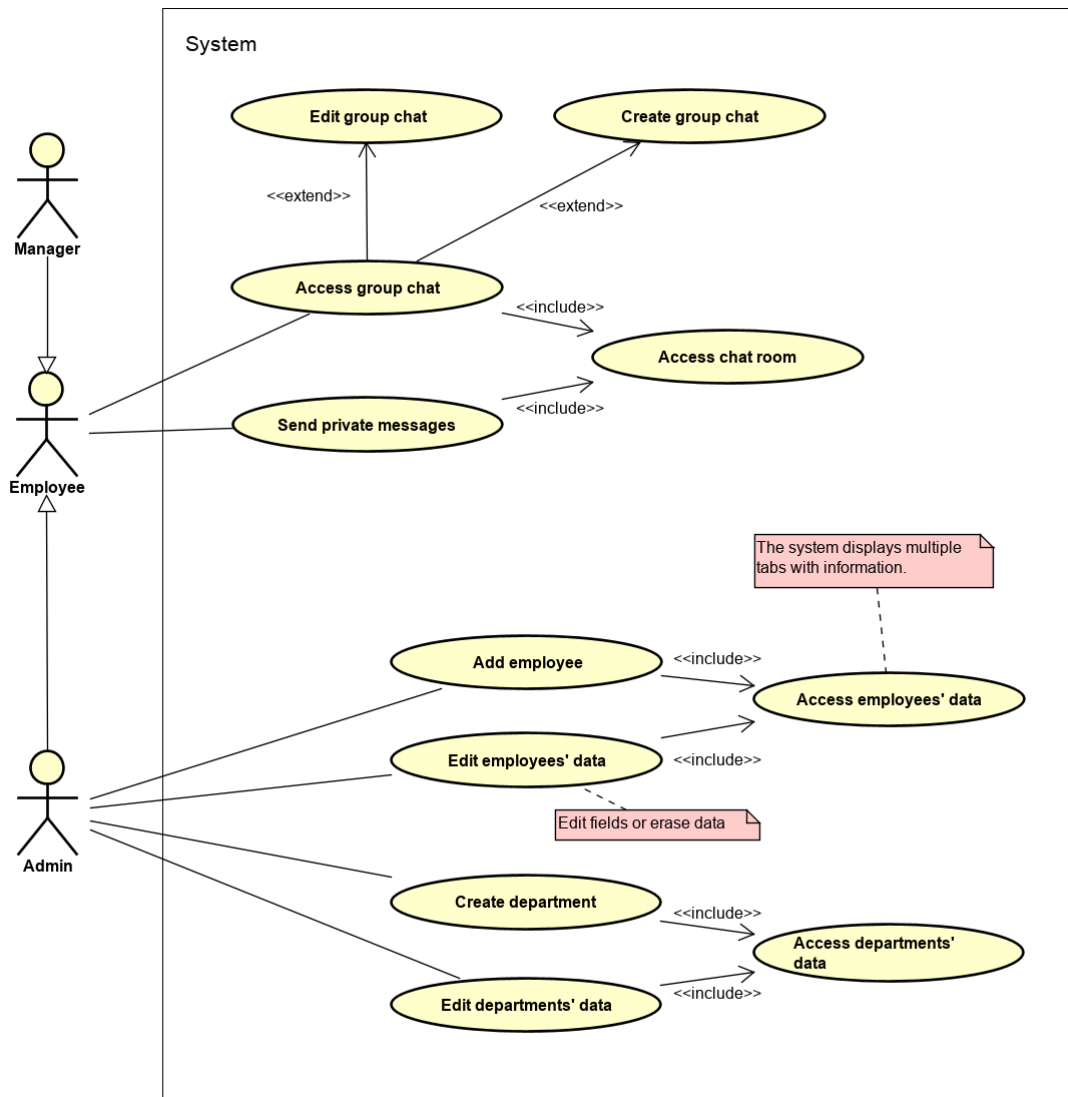 System
Edit group chat
Create group chat
<<extend>>
<<extend>>
Manager
Access group chat
<<include>>
Access chat room
<<include>>
Send private messages
Employee
The system displays multiple
tabs with information.
Add employee
<<include>>
Access employees' data
Edit employees' data
<<include>>
Edit fields or erase data
Admin
Create department
<<include>>
Access departments'
data
<<include>>
Edit departments' data